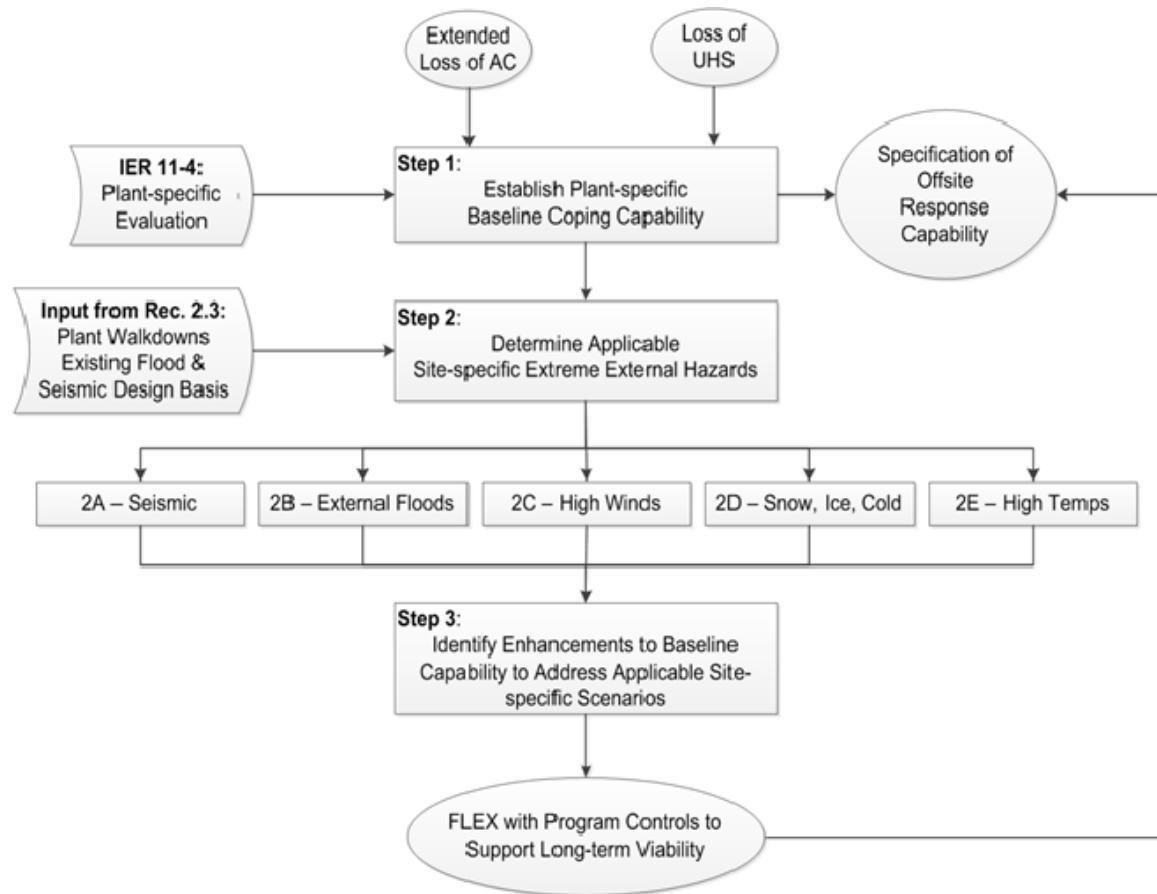 Extended
Loss of AC
Loss of
UHS
IER 11-4:
Plant-specific
Evaluation
Step 1:
Establish Plant-specific
Baseline Coping Capability
Specification of
Offsite
Response
Capability
Input from Rec. 2.3:
Plant Walkdowns
Existing Flood &
Seismic Design Basis
Step 2:
Determine Applicable
Site-specific Extreme External Hazards
2A – Seismic
2B – External Floods
2C – High Winds
2D – Snow, Ice, Cold
2E – High Temps
Step 3:
Identify Enhancements to Baseline
Capability to Address Applicable Site-
specific Scenarios
FLEX with Program Controls to
Support Long-term Viability